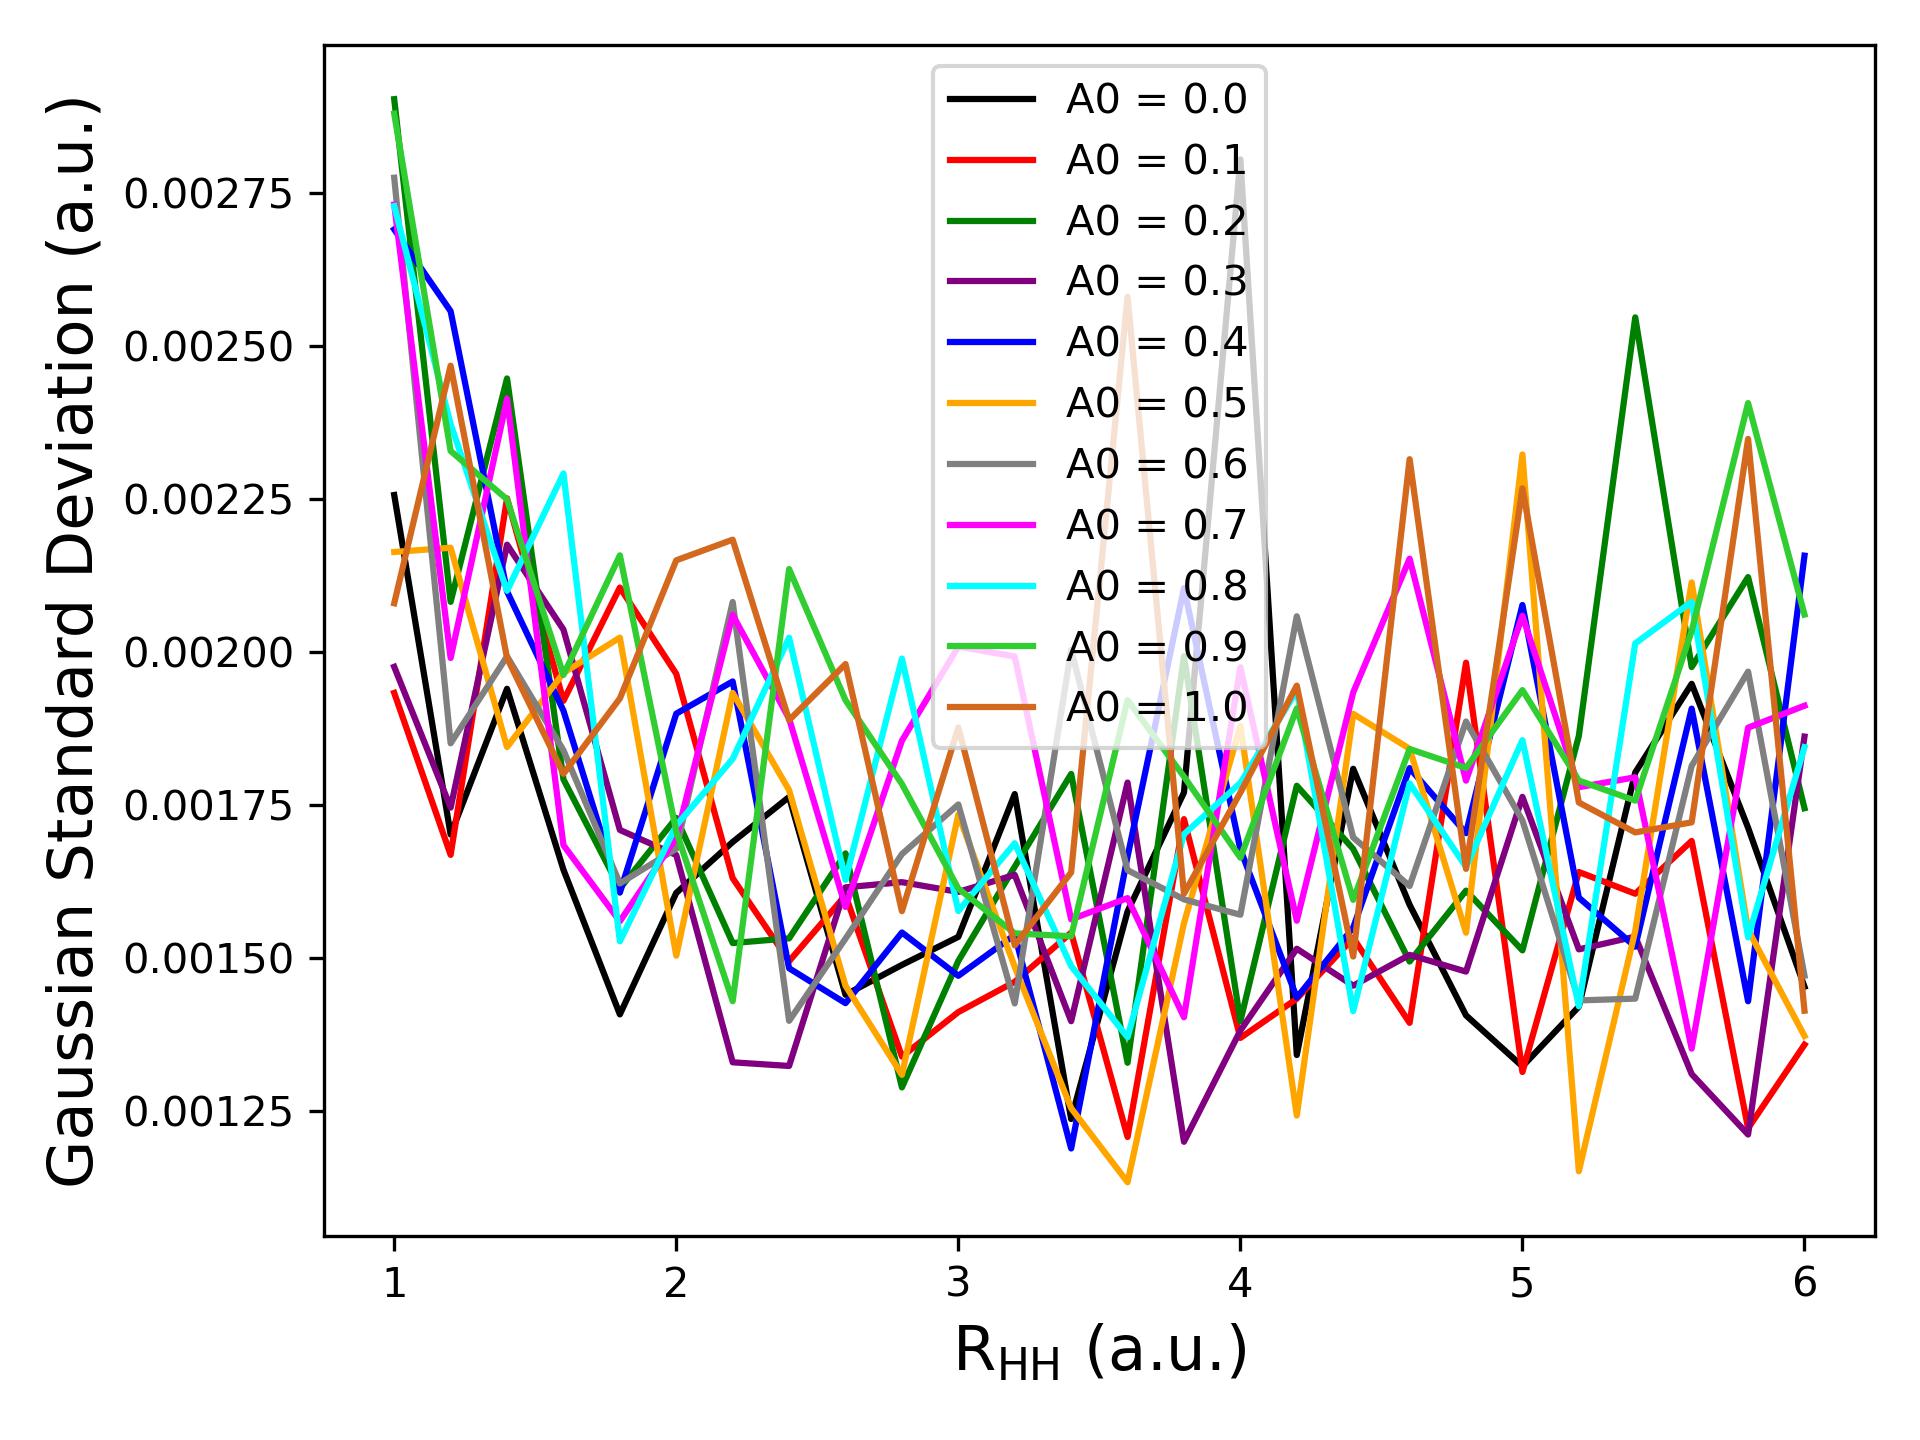 Gaussian Standard Deviation (a.u.)
0.00275
0.00250
0.00225
0.00200
0.00175
0.00150
0.00125
A0 = 0.0
A0 = 0.1
A0 = 0.2
A0 = 0.3
A0 = 0.4
A0 = 0.5
A0 = 0.6
A0 = 0.7
A0 = 0.8
A0 = 0.9
A0 = 1.0
1 2 3 4 5 6
R_HH (a.u.)